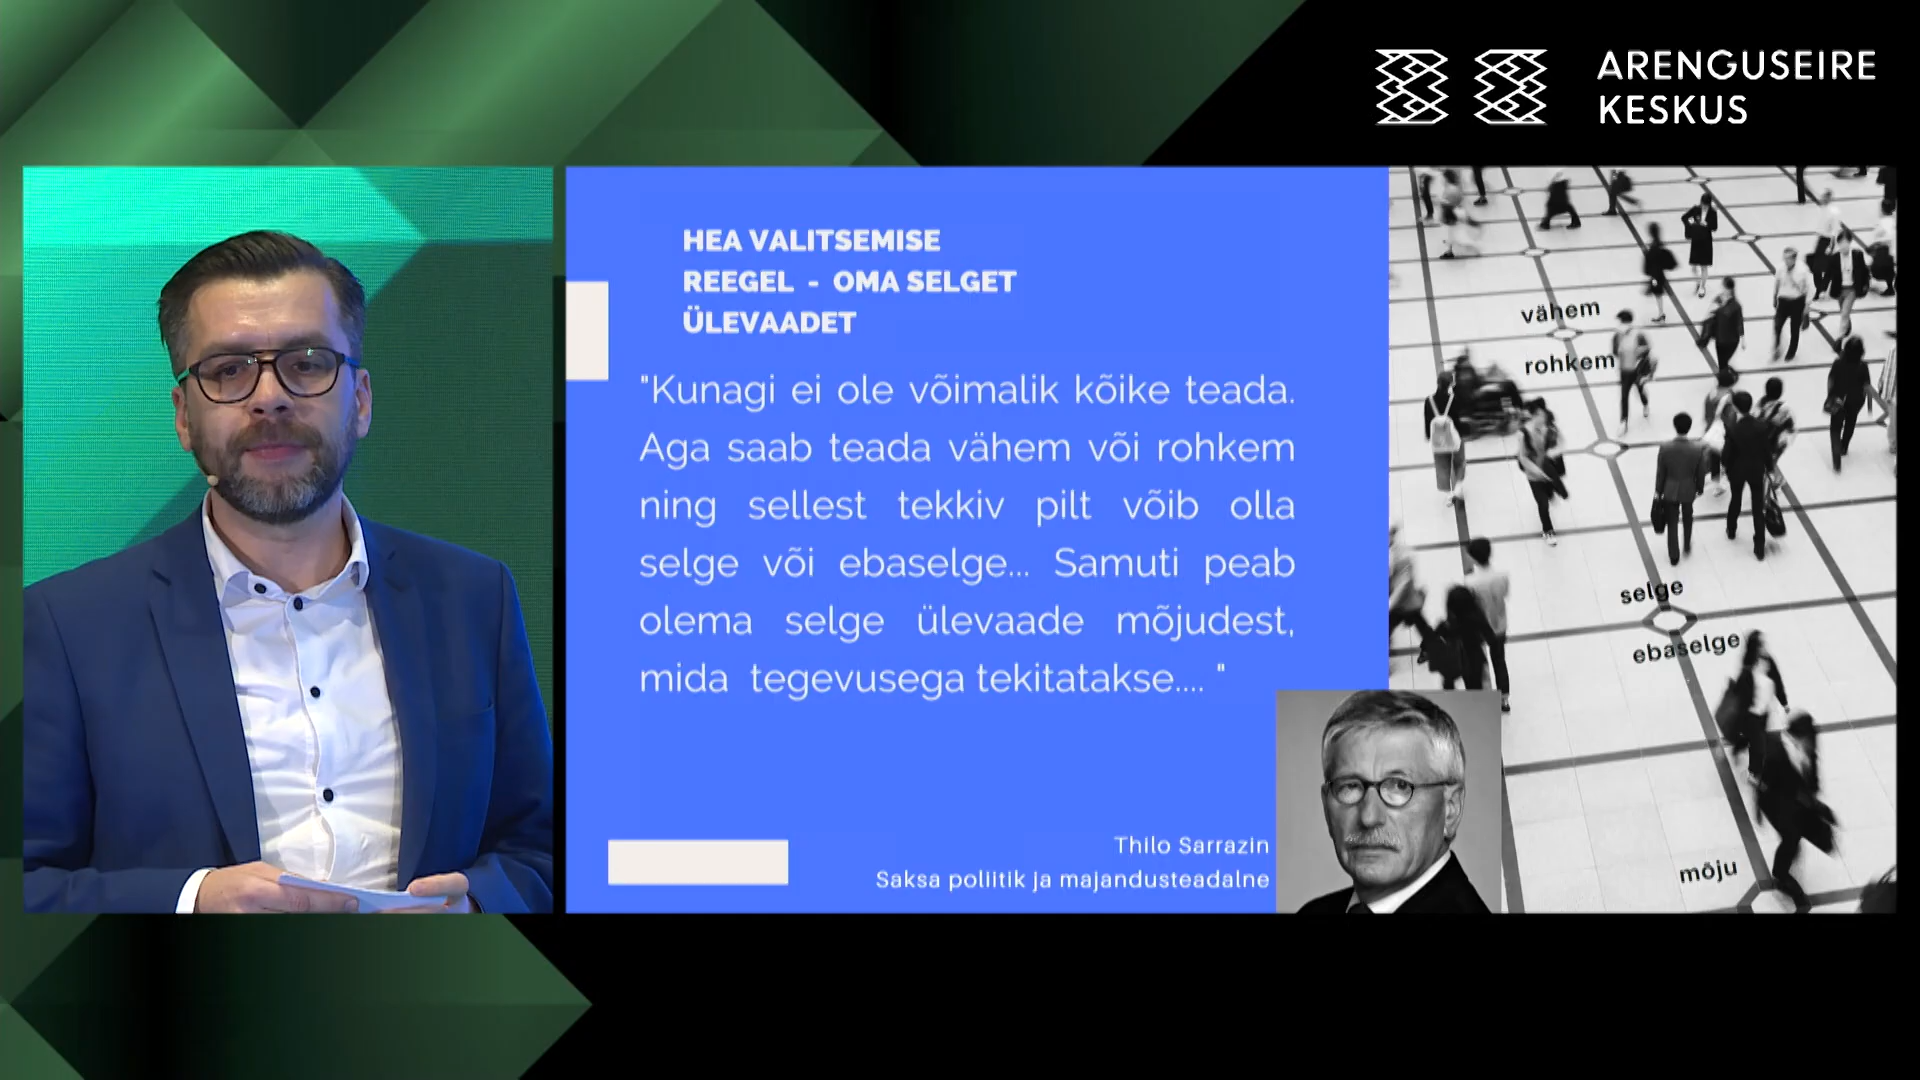 ARENGUSEIRE
KESKUS
HEA VALITSEMISE
REEGEL - OMA SELGET
ÜLEVAADET
"Kunagi ei ole võimalik kõike teada.
Aga saab teada vähem või rohkem
ning sellest tekkiv pilt võib olla
selge või ebaselge... Samuti peab
olema selge ülevaade mõjudest,
mida tegevusega tekitatakse.... "
Thilo Sarrazin
Saksa poliitik ja majandusteadalne
vähem
rohkem
selge
ebaselge
mõju